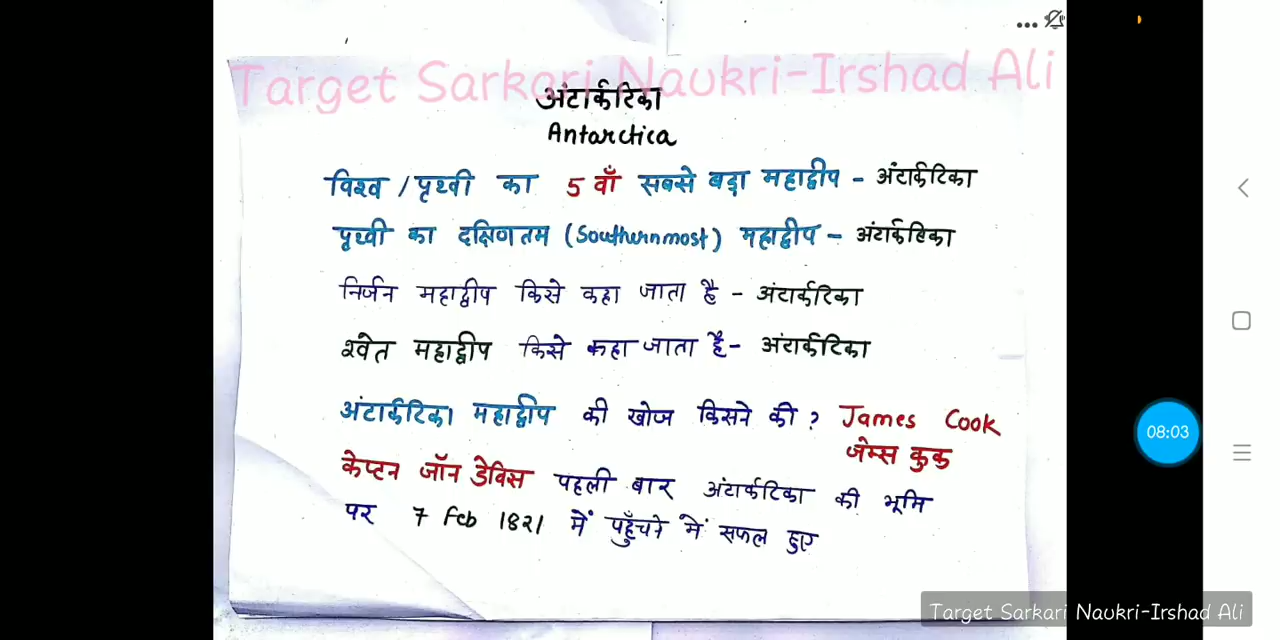 Target Sarkari Naukri-Irshad Ali
अंटार्कटिका
Antarctica
विश्व / पृथ्वी का 5 वाँ सबसे बड़ा महाद्वीप - अंटार्कटिका
पृथ्वी का दक्षिणतम (Southernmost) महाद्वीप - अंटार्कटिका
निर्जन महाद्वीप किसे कहा जाता है - अंटार्कटिका
श्वेत महाद्वीप किसे कहा जाता है - अंटार्कटिका
अंटार्कटिका महाद्वीप की खोज किसने की ? James Cook
जेम्स कुक
केप्टन जॉन डेविस पहली बार अंटार्कटिका की भूमि
पर 7 Feb 1821 में पहुँचने में सफल हुए
08:03
Target Sarkari Naukri-Irshad Ali